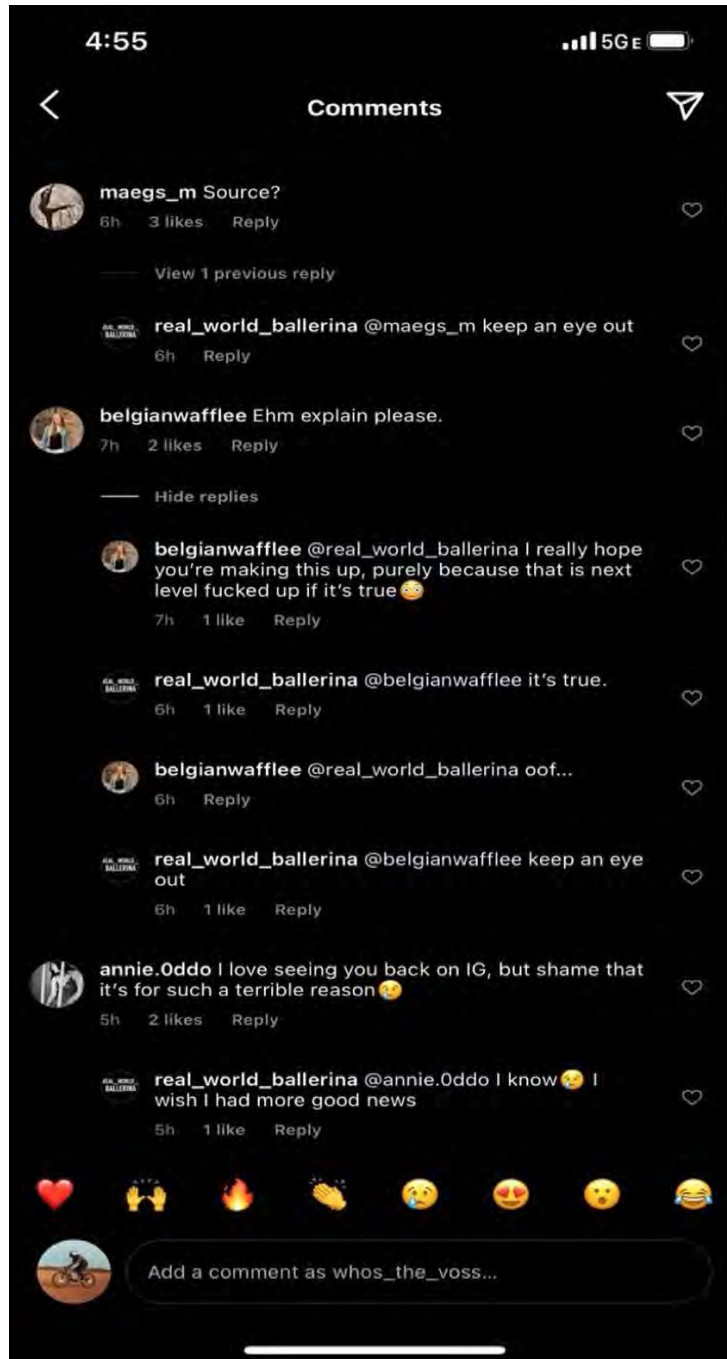 4:55 5G E
Comments
maegs_m Source?
6h 3 likes Reply
View 1 previous reply
real_world_ballerina @maegs_m keep an eye out
6h Reply
belgianwafflee Ehm explain please.
7h 2 likes Reply
Hide replies
belgianwafflee @real_world_ballerina I really hope
you're making this up, purely because that is next
level fucked up if it's true😳
7h 1 like Reply
real_world_ballerina @belgianwafflee it's true.
6h 1 like Reply
belgianwafflee @real_world_ballerina oof...
6h Reply
real_world_ballerina @belgianwafflee keep an eye
out
6h 1 like Reply
annie.0ddo I love seeing you back on IG, but shame that
it's for such a terrible reason😢
5h 2 likes Reply
real_world_ballerina @annie.0ddo I know😢 I
wish I had more good news
5h 1 like Reply
Add a comment as whos_the_voss...